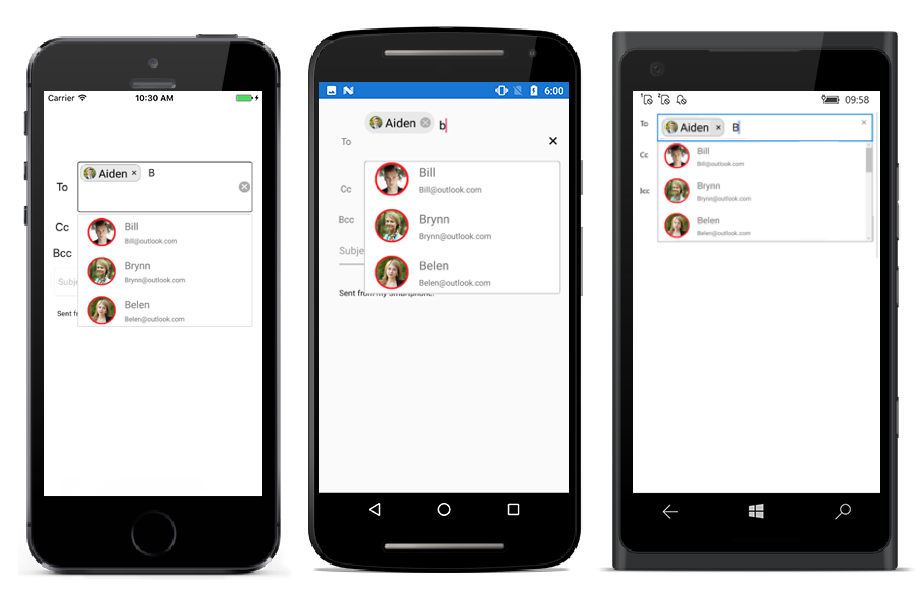 Carrier 10:30 AM
To Aiden × B
Cc
Bcc
Bill
Bill@outlook.com
Brynn
Brynn@outlook.com
Subje
Belen
Sent f
Belen@outlook.com
6:00
Aiden b
To
Bill
Cc
Bill@outlook.com
Bcc
Brynn
Brynn@outlook.com
Subje
Belen
Belen@outlook.com
Sent from my smartphone.
09:58
To Aiden × B ×
Cc
Bill
Bill@outlook.com
Bcc
Brynn
Brynn@outlook.com
Belen
Belen@outlook.com